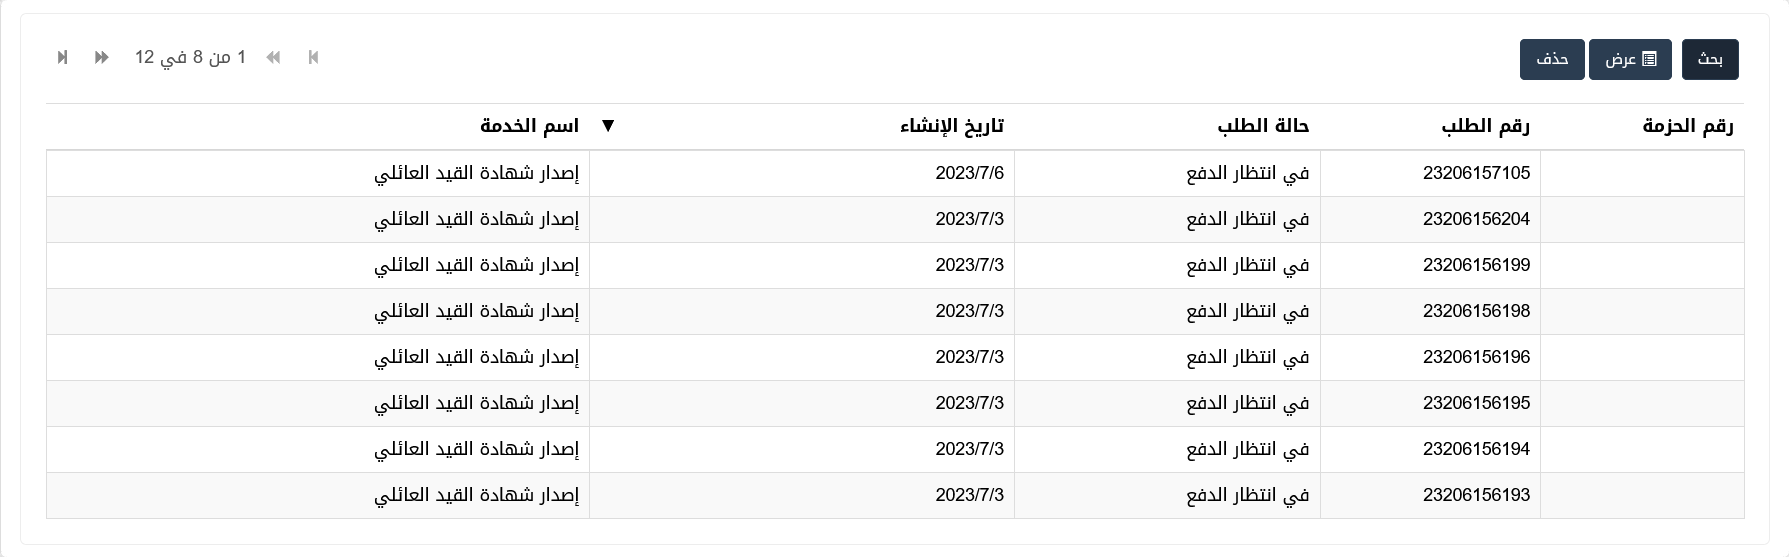 بحث عرض حذف 1 من 8 في 12
رقم الحزمة رقم الطلب حالة الطلب تاريخ الإنشاء ▼ اسم الخدمة
23206157105 في انتظار الدفع 2023/7/6 إصدار شهادة القيد العائلي
23206156204 في انتظار الدفع 2023/7/3 إصدار شهادة القيد العائلي
23206156199 في انتظار الدفع 2023/7/3 إصدار شهادة القيد العائلي
23206156198 في انتظار الدفع 2023/7/3 إصدار شهادة القيد العائلي
23206156196 في انتظار الدفع 2023/7/3 إصدار شهادة القيد العائلي
23206156195 في انتظار الدفع 2023/7/3 إصدار شهادة القيد العائلي
23206156194 في انتظار الدفع 2023/7/3 إصدار شهادة القيد العائلي
23206156193 في انتظار الدفع 2023/7/3 إصدار شهادة القيد العائلي